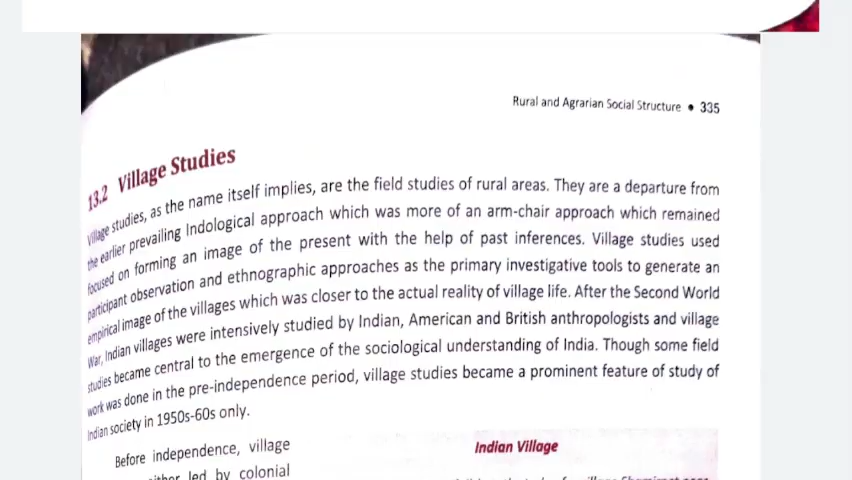 Rural and Agrarian Social Structure • 335
13.2 Village Studies
Village studies, as the name itself implies, are the field studies of rural areas. They are a departure from
the earlier prevailing Indological approach which was more of an arm-chair approach which remained
focused on forming an image of the present with the help of past inferences. Village studies used
participant observation and ethnographic approaches as the primary investigative tools to generate an
empirical image of the villages which was closer to the actual reality of village life. After the Second World
War, Indian villages were intensively studied by Indian, American and British anthropologists and village
studies became central to the emergence of the sociological understanding of India. Though some field
work was done in the pre-independence period, village studies became a prominent feature of study of
Indian society in 1950s-60s only.
Before independence, village
led by colonial
Indian Village